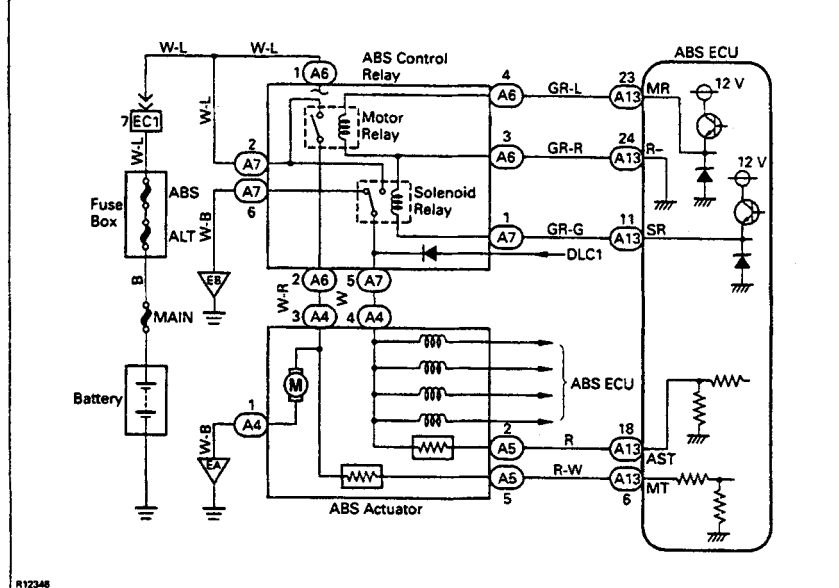 W-L W-L
ABS Control
Relay
ABS ECU
1 A6
4
A6 GR-L 23
A13 MR
12 V
7 EC1
W-L
W-L
Motor
Relay
2
A7
3
A6 GR-R 24
A13 R-
12 V
Fuse
Box
ABS
ALT
A7
6
Solenoid
Relay
W-B
1
A7 GR-G 11
A13 SR
DLC1
EB
B
2 A6 5 A7
W-R W
MAIN
3 A4 4 A4
Battery
M
ABS ECU
1
A4
W-B
EA
2
A5 R 18
A13 AST
A5 R-W A13 MT
5 6
ABS Actuator
R12346